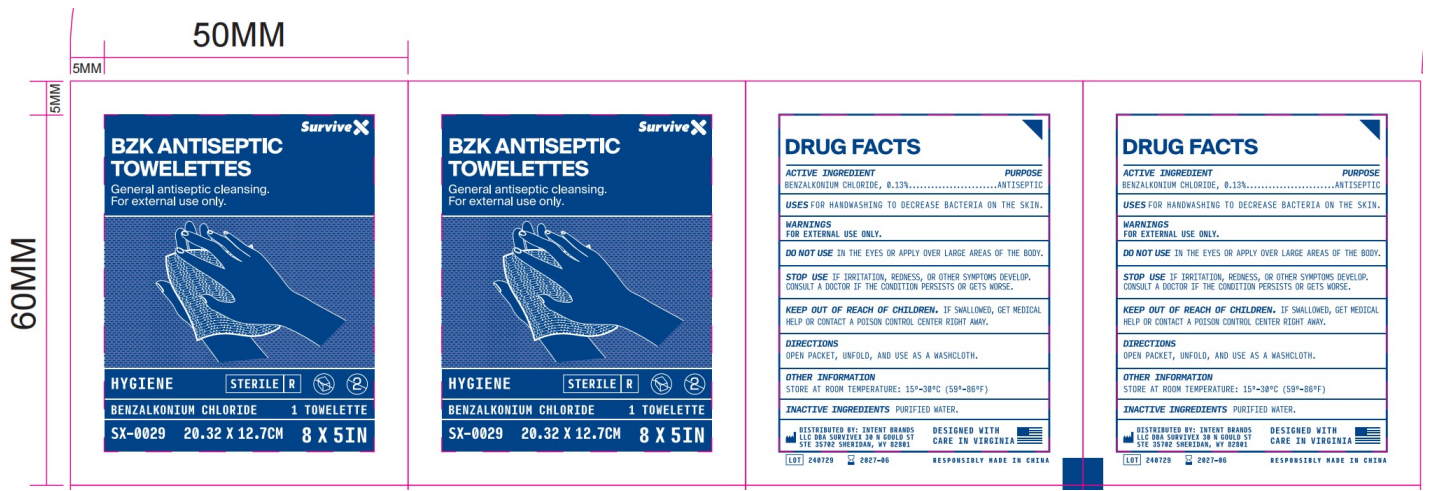 50MM
5MM
5MM
60MM
SurviveX
BZK ANTISEPTIC
TOWELETTES
General antiseptic cleansing.
For external use only.
HYGIENE STERILE R 2
BENZALKONIUM CHLORIDE 1 TOWELETTE
SX-0029 20.32 X 12.7CM 8 X 5IN
SurviveX
BZK ANTISEPTIC
TOWELETTES
General antiseptic cleansing.
For external use only.
HYGIENE STERILE R 2
BENZALKONIUM CHLORIDE 1 TOWELETTE
SX-0029 20.32 X 12.7CM 8 X 5IN
DRUG FACTS
ACTIVE INGREDIENT PURPOSE
BENZALKONIUM CHLORIDE, 0.13%........................ANTISEPTIC
USES FOR HANDWASHING TO DECREASE BACTERIA ON THE SKIN.
WARNINGS
FOR EXTERNAL USE ONLY.
DO NOT USE IN THE EYES OR APPLY OVER LARGE AREAS OF THE BODY.
STOP USE IF IRRITATION, REDNESS, OR OTHER SYMPTOMS DEVELOP.
CONSULT A DOCTOR IF THE CONDITION PERSISTS OR GETS WORSE.
KEEP OUT OF REACH OF CHILDREN. IF SWALLOWED, GET MEDICAL
HELP OR CONTACT A POISON CONTROL CENTER RIGHT AWAY.
DIRECTIONS
OPEN PACKET, UNFOLD, AND USE AS A WASHCLOTH.
OTHER INFORMATION
STORE AT ROOM TEMPERATURE: 15º-30ºC (59º-86ºF)
INACTIVE INGREDIENTS PURIFIED WATER.
DISTRIBUTED BY: INTENT BRANDS
LLC DBA SURVIVEX 30 N GOULD ST
STE 35702 SHERIDAN, WY 82801
DESIGNED WITH
CARE IN VIRGINIA
LOT 240729 2027-06 RESPONSIBLY MADE IN CHINA
DRUG FACTS
ACTIVE INGREDIENT PURPOSE
BENZALKONIUM CHLORIDE, 0.13%........................ANTISEPTIC
USES FOR HANDWASHING TO DECREASE BACTERIA ON THE SKIN.
WARNINGS
FOR EXTERNAL USE ONLY.
DO NOT USE IN THE EYES OR APPLY OVER LARGE AREAS OF THE BODY.
STOP USE IF IRRITATION, REDNESS, OR OTHER SYMPTOMS DEVELOP.
CONSULT A DOCTOR IF THE CONDITION PERSISTS OR GETS WORSE.
KEEP OUT OF REACH OF CHILDREN. IF SWALLOWED, GET MEDICAL
HELP OR CONTACT A POISON CONTROL CENTER RIGHT AWAY.
DIRECTIONS
OPEN PACKET, UNFOLD, AND USE AS A WASHCLOTH.
OTHER INFORMATION
STORE AT ROOM TEMPERATURE: 15º-30ºC (59º-86ºF)
INACTIVE INGREDIENTS PURIFIED WATER.
DISTRIBUTED BY: INTENT BRANDS
LLC DBA SURVIVEX 30 N GOULD ST
STE 35702 SHERIDAN, WY 82801
DESIGNED WITH
CARE IN VIRGINIA
LOT 240729 2027-06 RESPONSIBLY MADE IN CHINA